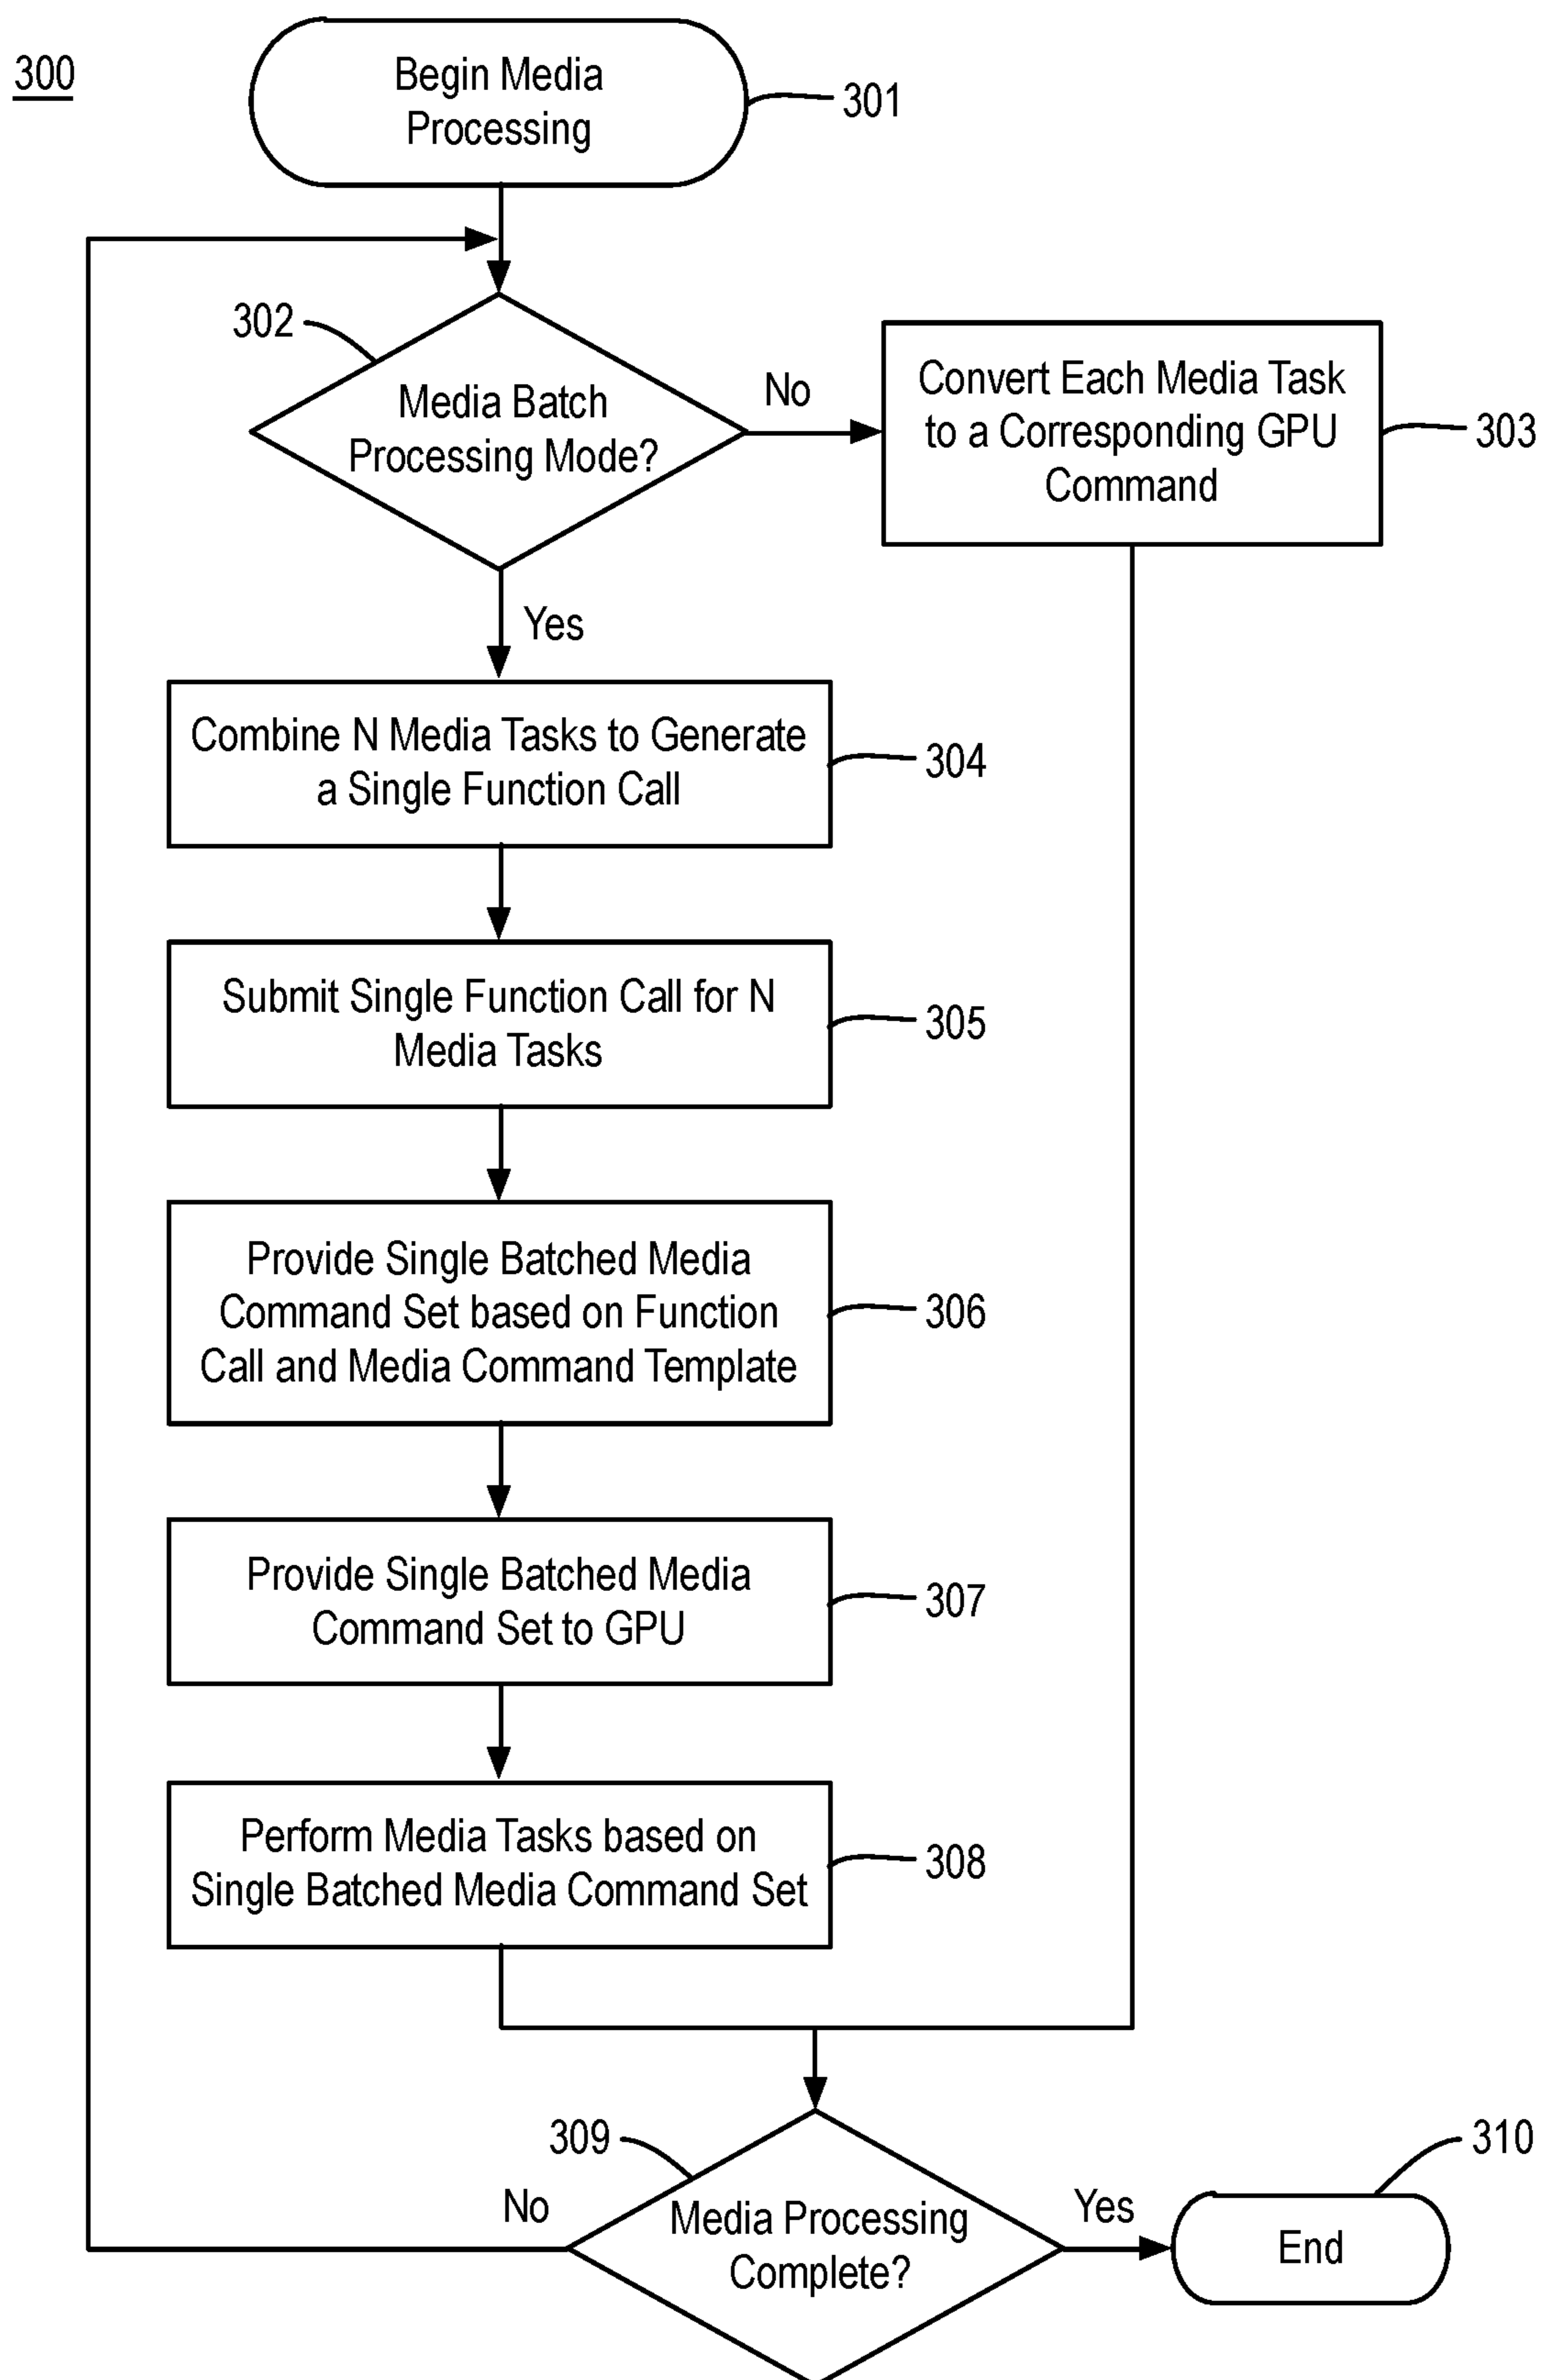 300
Begin Media
Processing
301
302
Media Batch
Processing Mode?
No
Convert Each Media Task
to a Corresponding GPU
Command
303
Yes
Combine N Media Tasks to Generate
a Single Function Call
304
Submit Single Function Call for N
Media Tasks
305
Provide Single Batched Media
Command Set based on Function
Call and Media Command Template
306
Provide Single Batched Media
Command Set to GPU
307
Perform Media Tasks based on
Single Batched Media Command Set
308
309
No
Media Processing
Complete?
Yes
310
End